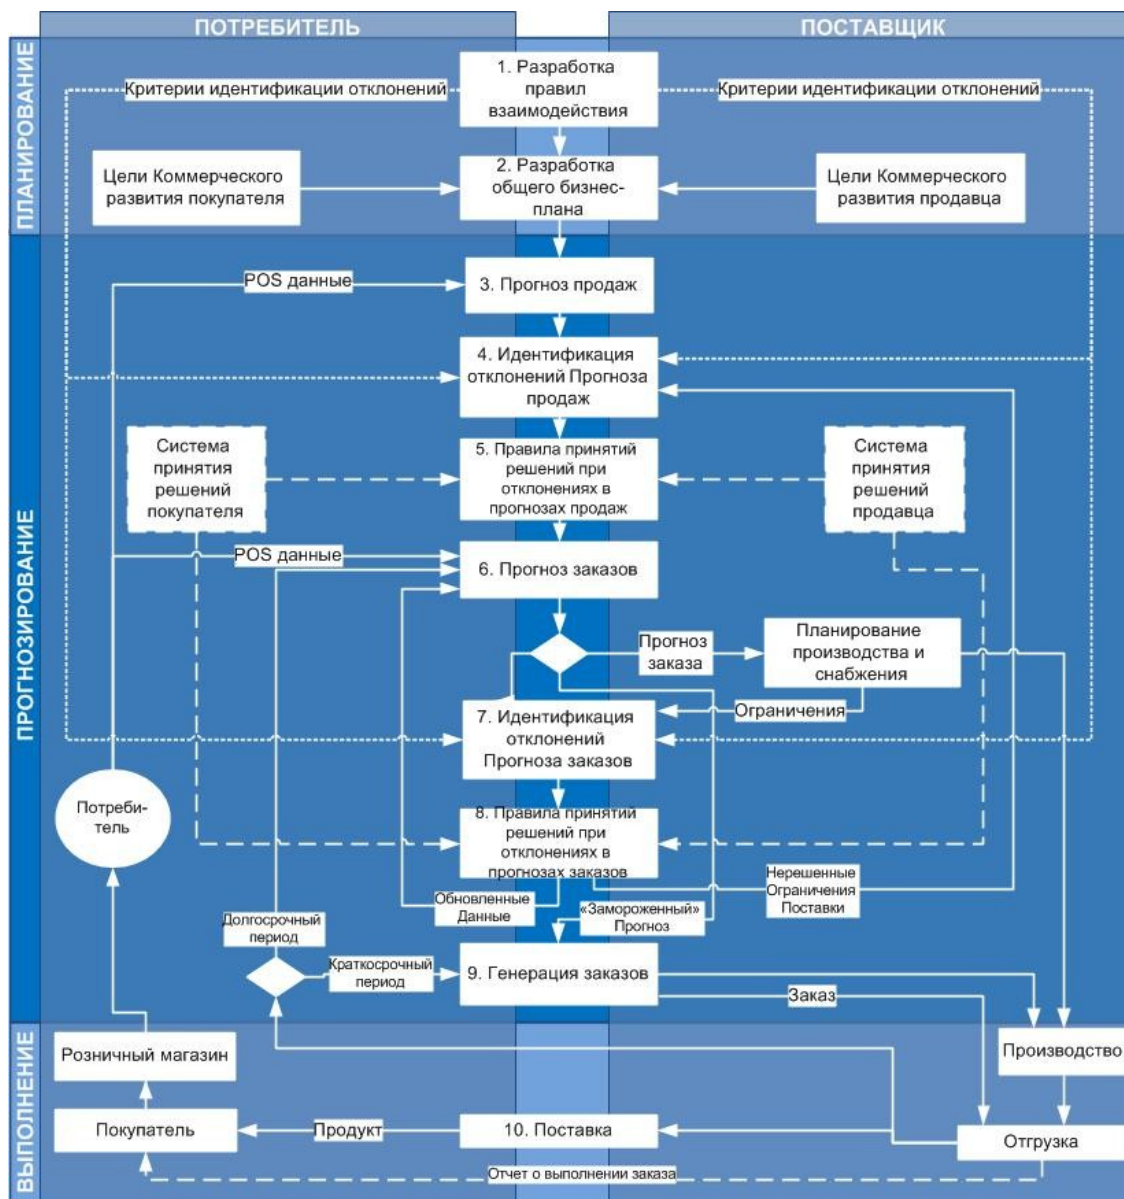 ПОТРЕБИТЕЛЬ
ПОСТАВЩИК
ПЛАНИРОВАНИЕ
1. Разработка
правил
взаимодействия
Критерии идентификации отклонений
Критерии идентификации отклонений
Цели Коммерческого
развития покупателя
2. Разработка
общего бизнес-
плана
Цели Коммерческого
развития продавца
ПРОГНОЗИРОВАНИЕ
POS данные
3. Прогноз продаж
4. Идентификация
отклонений Прогноза
продаж
Система
принятия
решений
покупателя
5. Правила принятий
решений при
отклонениях в
прогнозах продаж
Система
принятия
решений
продавца
POS данные
6. Прогноз заказов
Прогноз
заказа
Планирование
производства и
снабжения
Ограничения
7. Идентификация
отклонений
Прогноза заказов
Потреби-
тель
8. Правила принятий
решений при
отклонениях в
прогнозах заказов
Обновленные
Данные
Нерешенные
Ограничения
Поставки
«Замороженный»
Прогноз
Долгосрочный
период
Краткосрочный
период
9. Генерация заказов
Заказ
ВЫПОЛНЕНИЕ
Розничный магазин
Производство
Покупатель
Продукт
10. Поставка
Отгрузка
Отчет о выполнении заказа